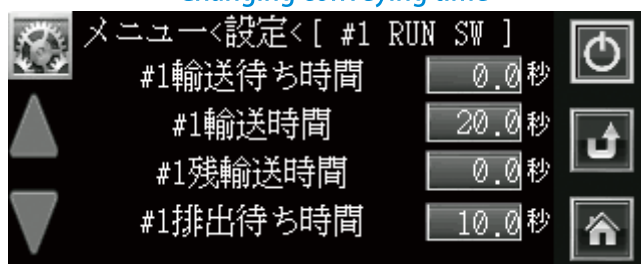 changing conveying time
メニュー<設定<[ #1 RUN SW ]
#1輸送待ち時間 0.0秒
#1輸送時間 20.0秒
#1残輸送時間 0.0秒
#1排出待ち時間 10.0秒